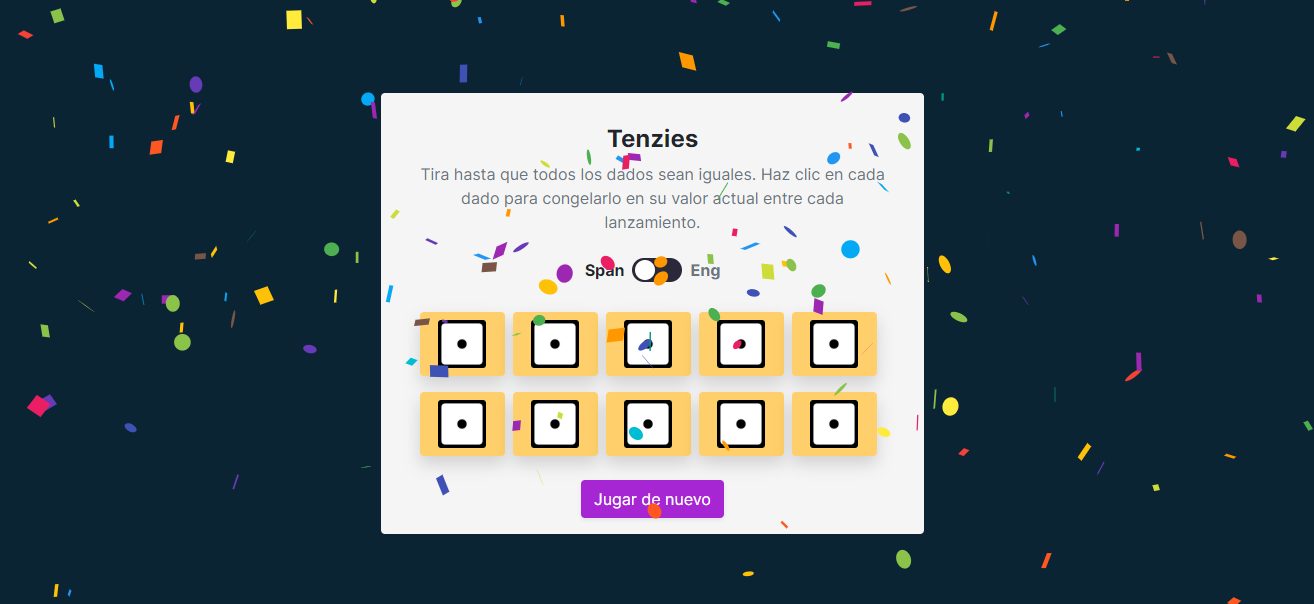 Tenzies
Tira hasta que todos los dados sean iguales. Haz clic en cada
dado para congelarlo en su valor actual entre cada
lanzamiento.
Span Eng
Jugar de nuevo